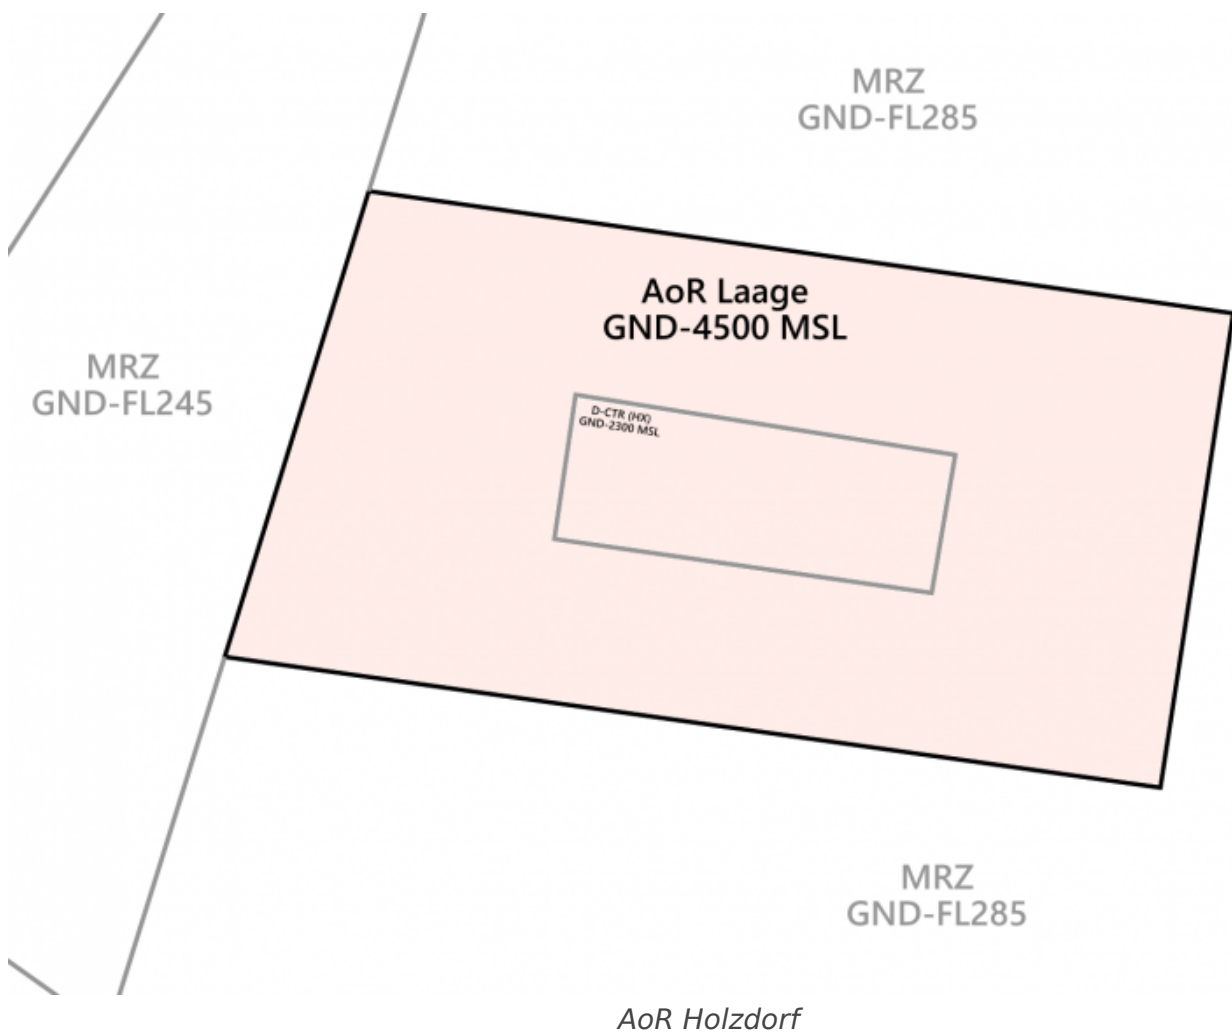 MRZ
GND-FL285
AoR Laage
GND-4500 MSL
MRZ
GND-FL245
D-CTR (HX)
GND-2300 MSL
MRZ
GND-FL285
AoR Holzdorf